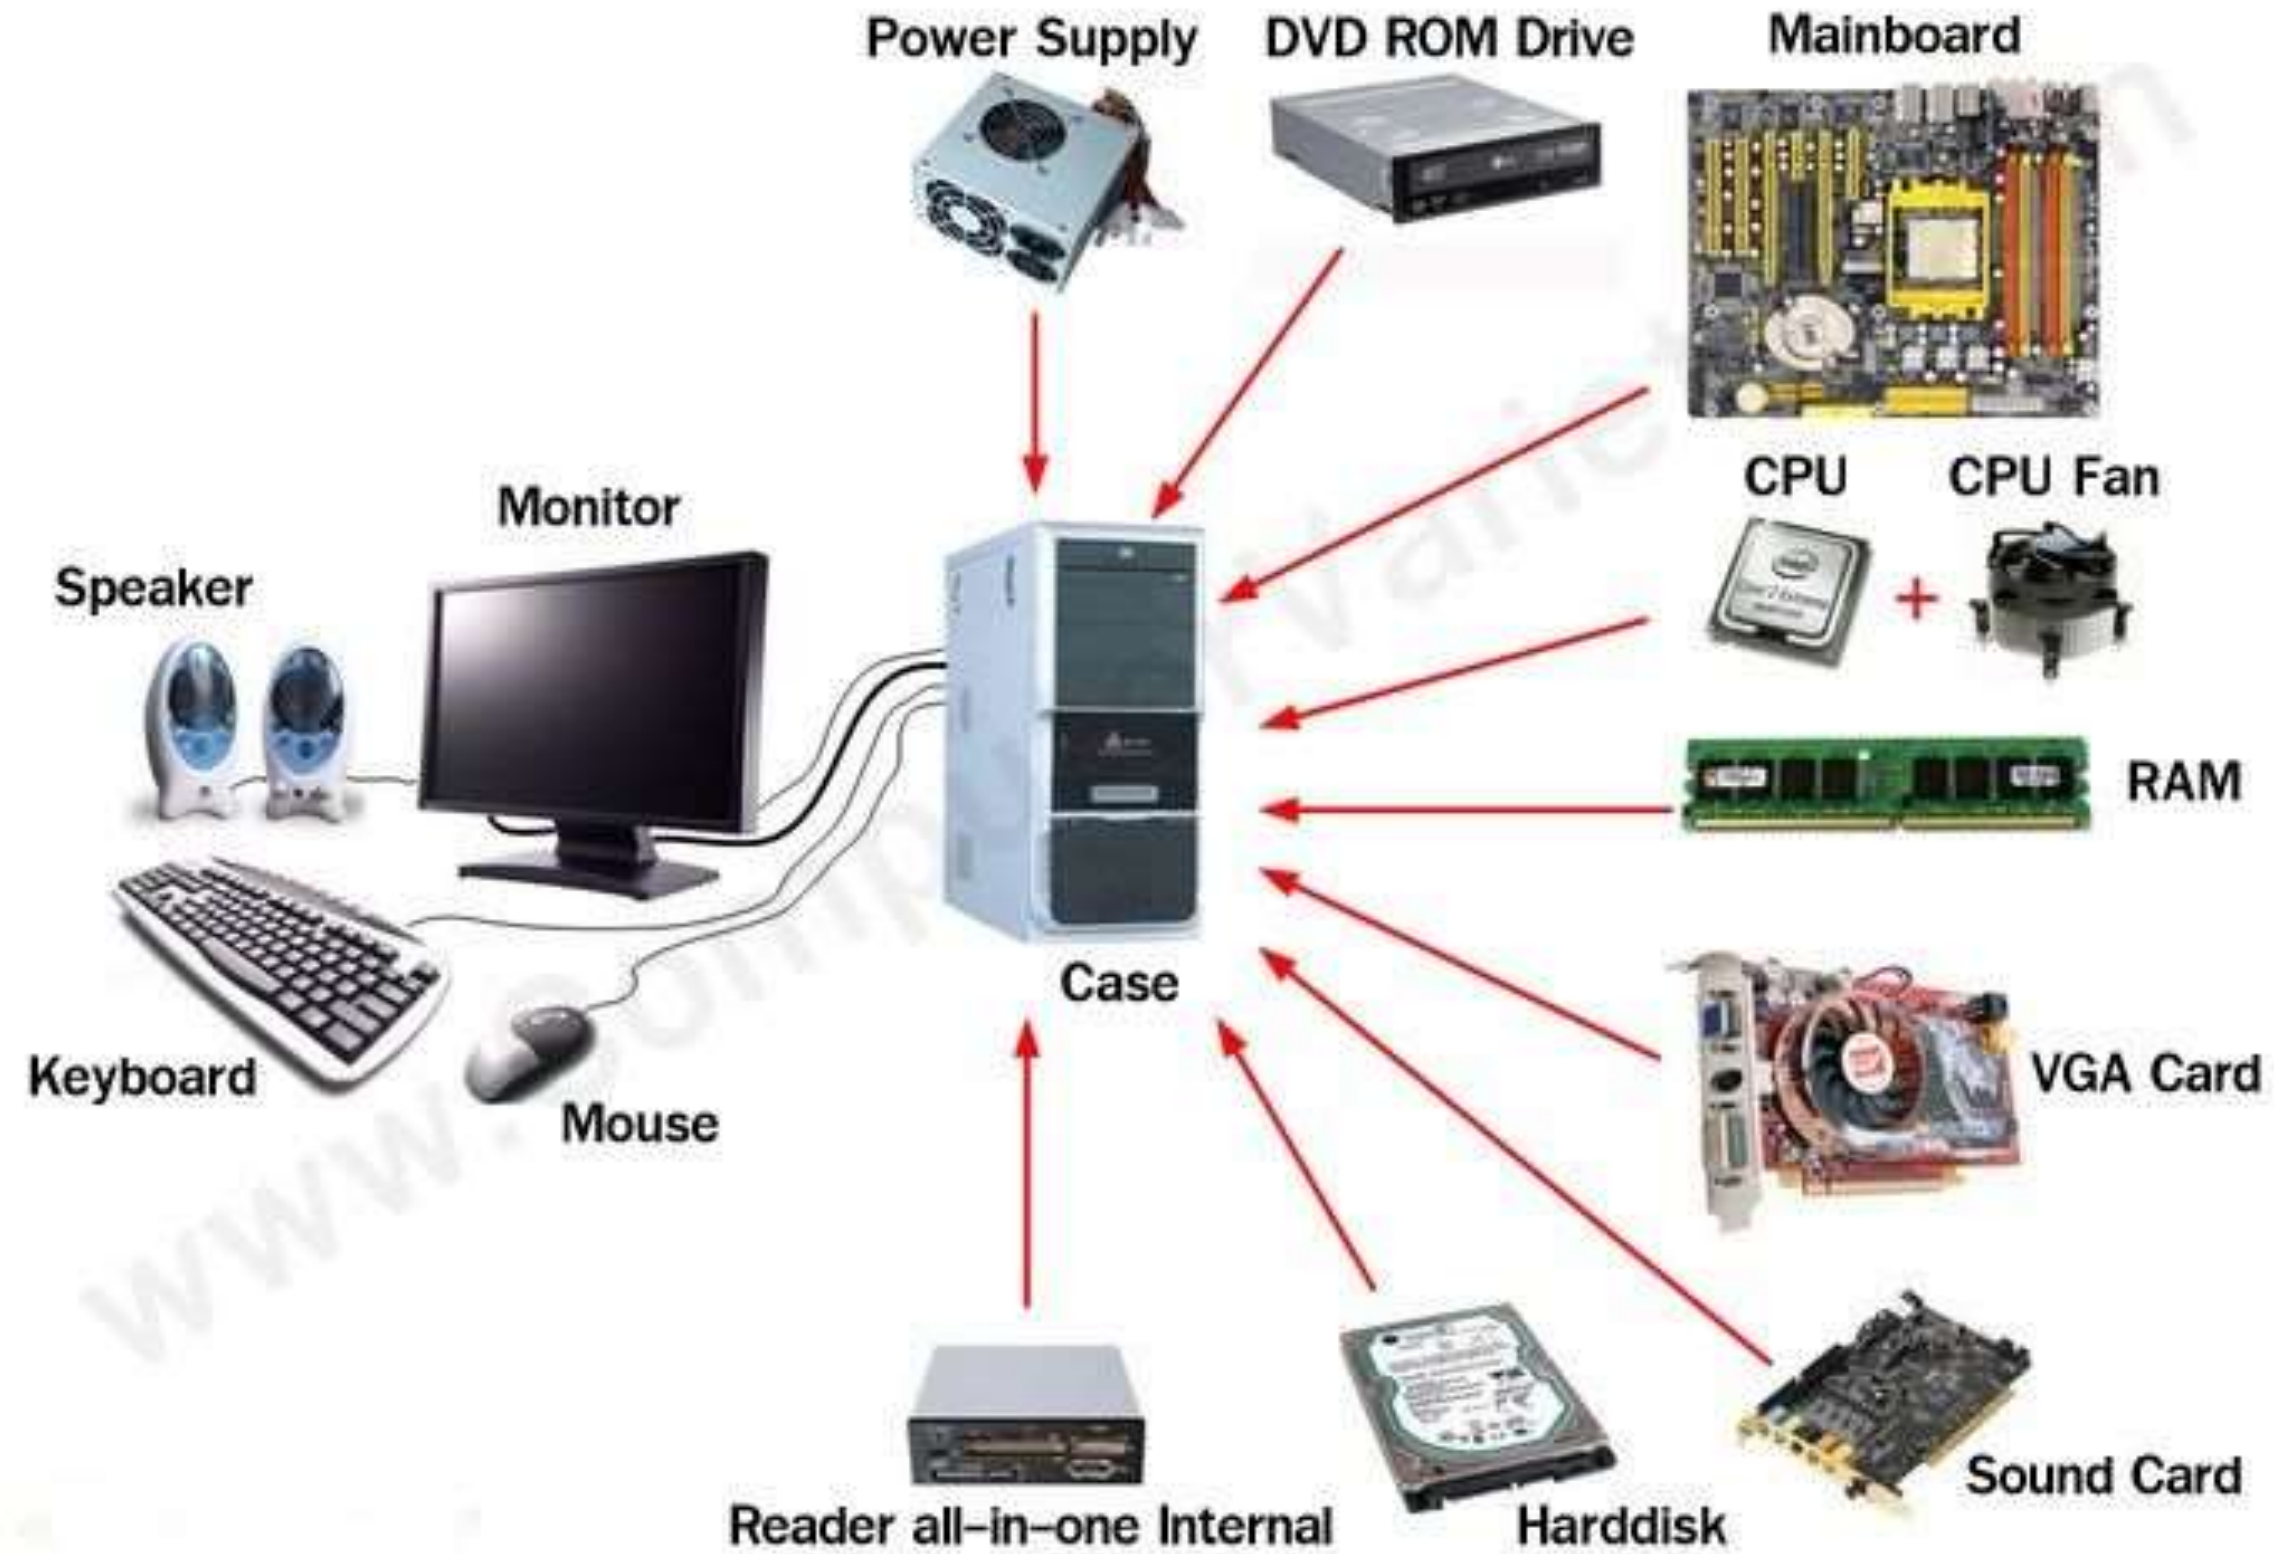 Power Supply
DVD ROM Drive
Mainboard
CPU
CPU Fan
Monitor
Speaker
RAM
Case
Keyboard
Mouse
VGA Card
Sound Card
Reader all-in-one Internal
Harddisk